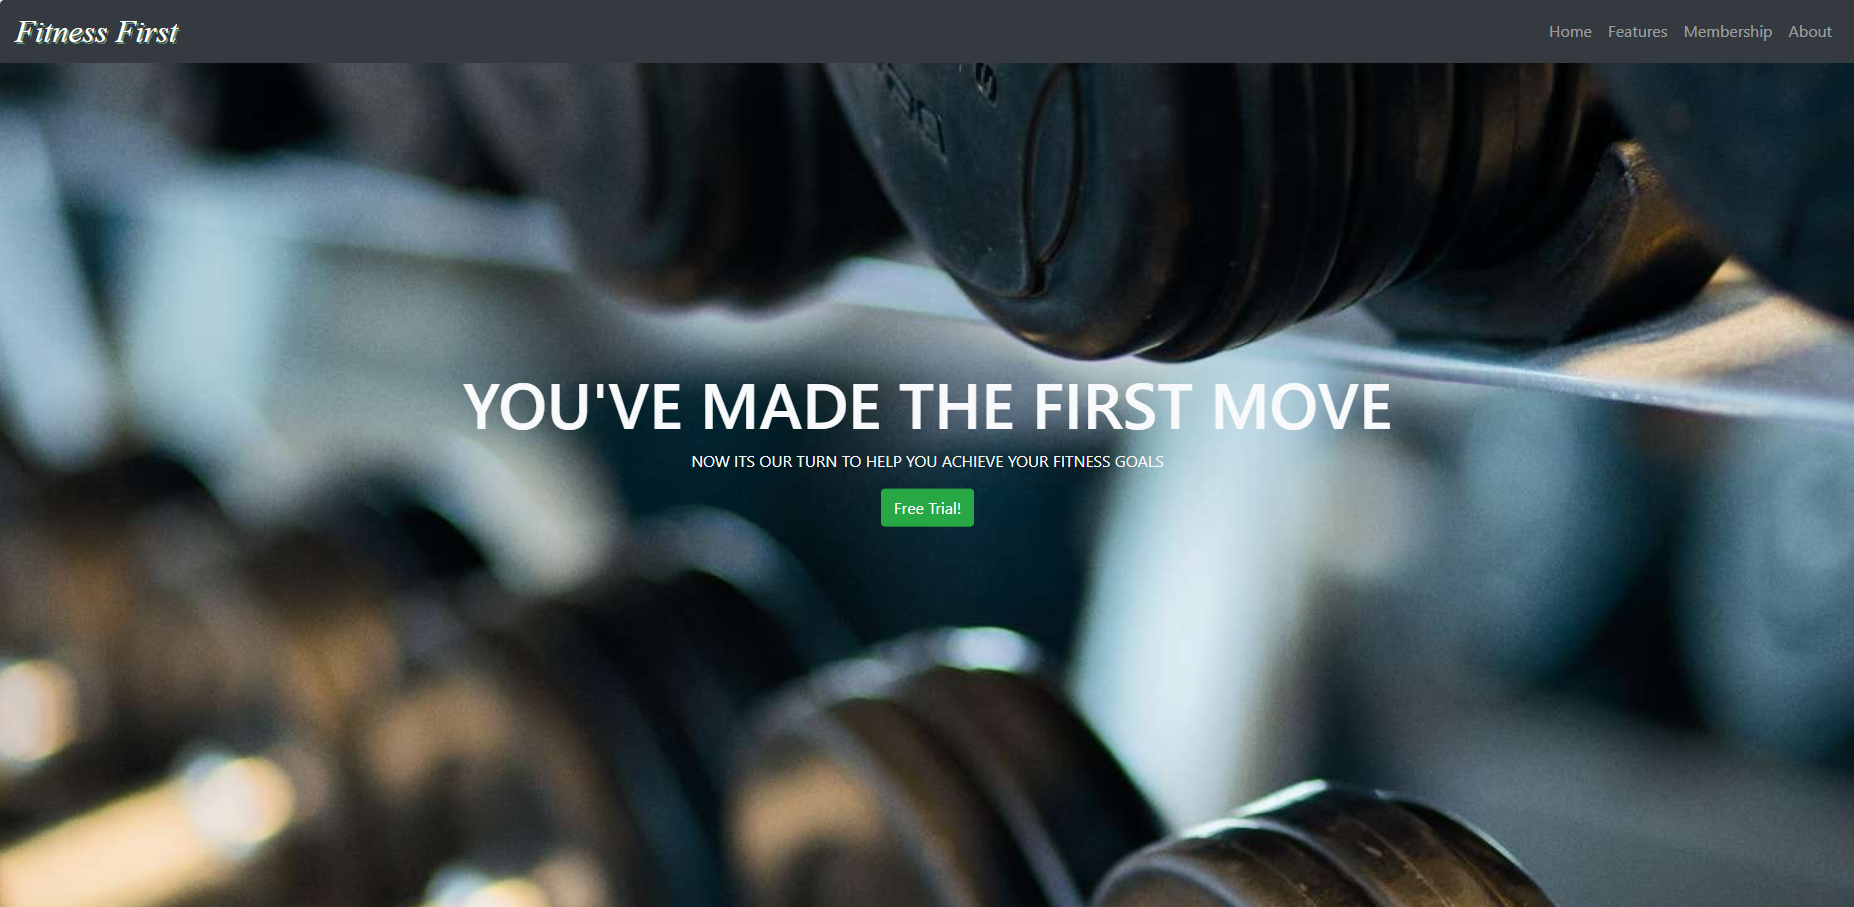 Fitness First
Home Features Membership About
YOU'VE MADE THE FIRST MOVE
NOW ITS OUR TURN TO HELP YOU ACHIEVE YOUR FITNESS GOALS
Free Trial!